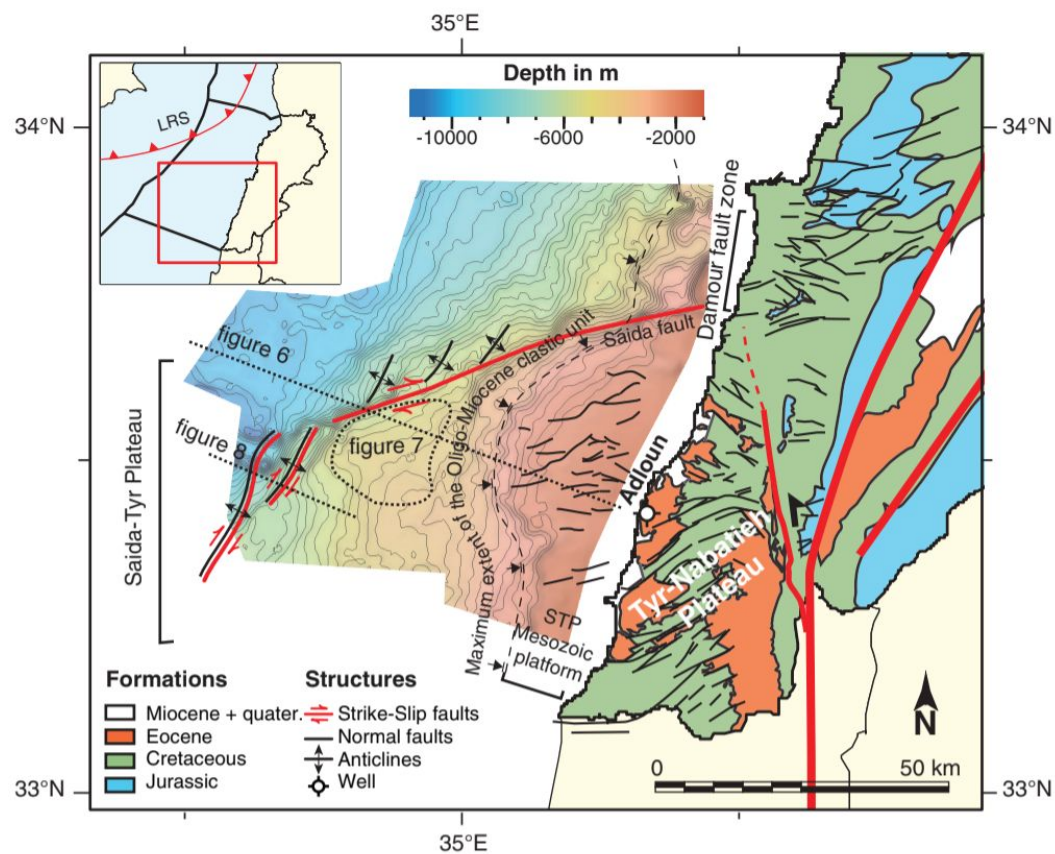 35°E
LRS
Depth in m
-10000
-6000
-2000
34°N
34°N
Damour fault zone
Saida fault
figure 6
figure 8
figure 7
Maximum extent of the Oligo-Miocene clastic unit
Saida-Tyr Plateau
Adloun
Tyr-Nabatieh
Plateau
STP
Mesozoic
platform
Formations
Miocene + quater.
Eocene
Cretaceous
Jurassic
Structures
Strike-Slip faults
Normal faults
Anticlines
Well
N
0
50 km
33°N
33°N
35°E